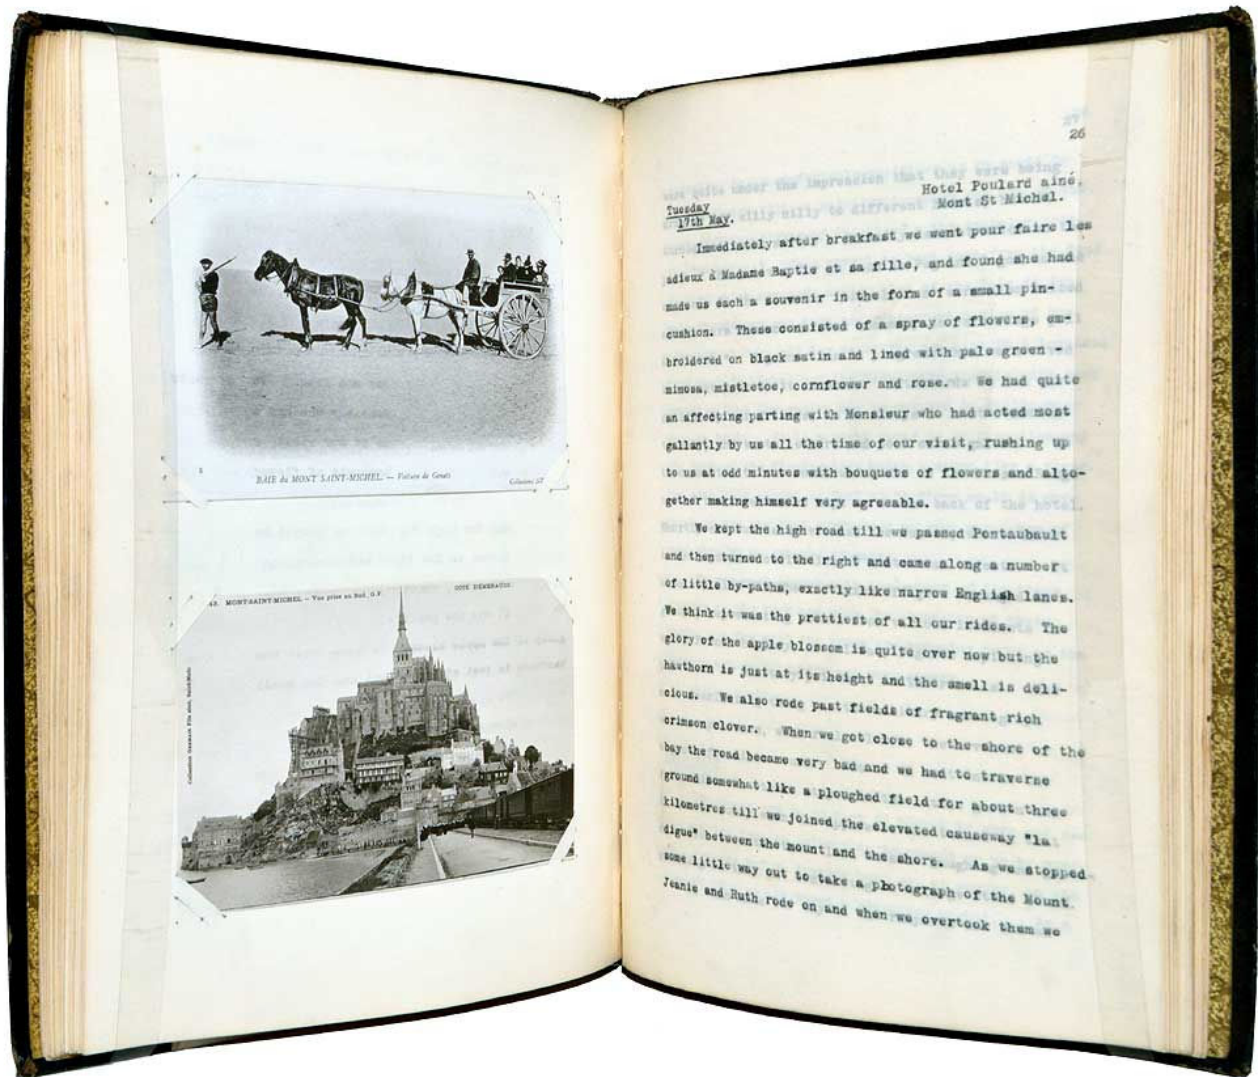 BAIE du MONT SAINT-MICHEL. — Voiture de Genêts
MONT-SAINT-MICHEL – Vue prise au Sud. G.F.
COTE D'EMERAUDE
26
Hotel Poulard ainé,
Mont St Michel.
Tuesday
17th May.
Immediately after breakfast we went pour faire les
adieux à Madame Baptie et sa fille, and found she had
made us each a souvenir in the form of a small pin-
cushion. These consisted of a spray of flowers, em-
broidered on black satin and lined with pale green -
mimosa, mistletoe, cornflower and rose. We had quite
an affecting parting with Monsieur who had acted most
gallantly by us all the time of our visit, rushing up
to us at odd minutes with bouquets of flowers and alto-
gether making himself very agreeable.
We kept the high road till we passed Pontaubault
and then turned to the right and came along a number
of little by-paths, exactly like narrow English lanes.
We think it was the prettiest of all our rides. The
glory of the apple blossom is quite over now but the
hawthorn is just at its height and the smell is deli-
cious. We also rode past fields of fragrant rich
crimson clover. When we got close to the shore of the
bay the road became very bad and we had to traverse
ground somewhat like a ploughed field for about three
kilometres till we joined the elevated causeway "la
digue" between the mount and the shore. As we stopped
some little way out to take a photograph of the Mount
Jeanie and Ruth rode on and when we overtook them we